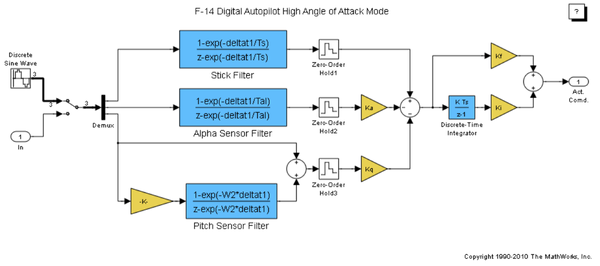 F-14 Digital Autopilot High Angle of Attack Mode
?
Discrete
Sine Wave
3
3
3
1
In
Demux
1-exp(-deltat1/Ts)
z-exp(-deltat1/Ts)
Stick Filter
Zero-Order
Hold1
1-exp(-deltat1/Tal)
z-exp(-deltat1/Tal)
Alpha Sensor Filter
Zero-Order
Hold2
Ka
-K-
1-exp(-W2*deltat1)
z-exp(-W2*deltat1)
Pitch Sensor Filter
Zero-Order
Hold3
Kq
Kf
K Ts
z-1
Discrete-Time
Integrator
Ki
1
Act.
Comd.
Copyright 1990-2010 The MathWorks, Inc.